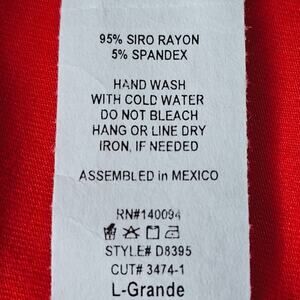 95% SIRO RAYON
5% SPANDEX
HAND WASH
WITH COLD WATER
DO NOT BLEACH
HANG OR LINE DRY
IRON, IF NEEDED
ASSEMBLED in MEXICO
RN#140094
STYLE# D8395
CUT# 3474-1
L-Grande